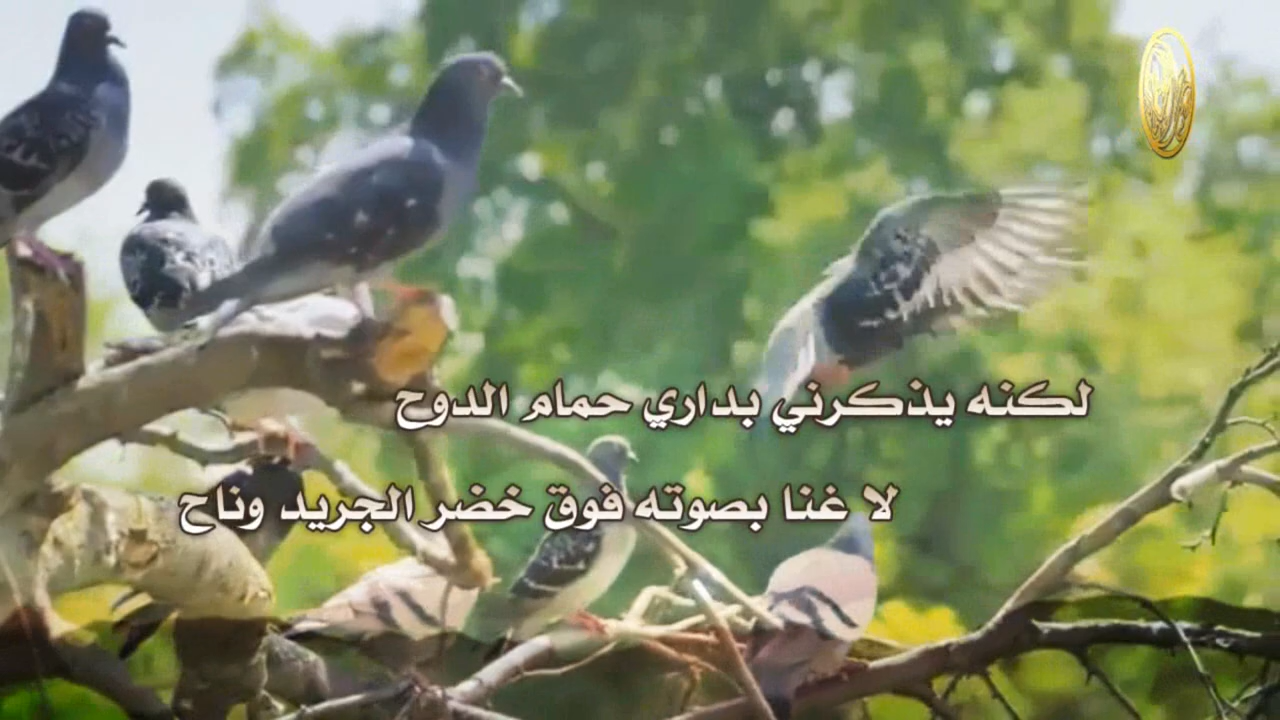 لكنه يذكرني بداري حمام الدوح
لا غنا بصوته فوق خضر الجريد وناح